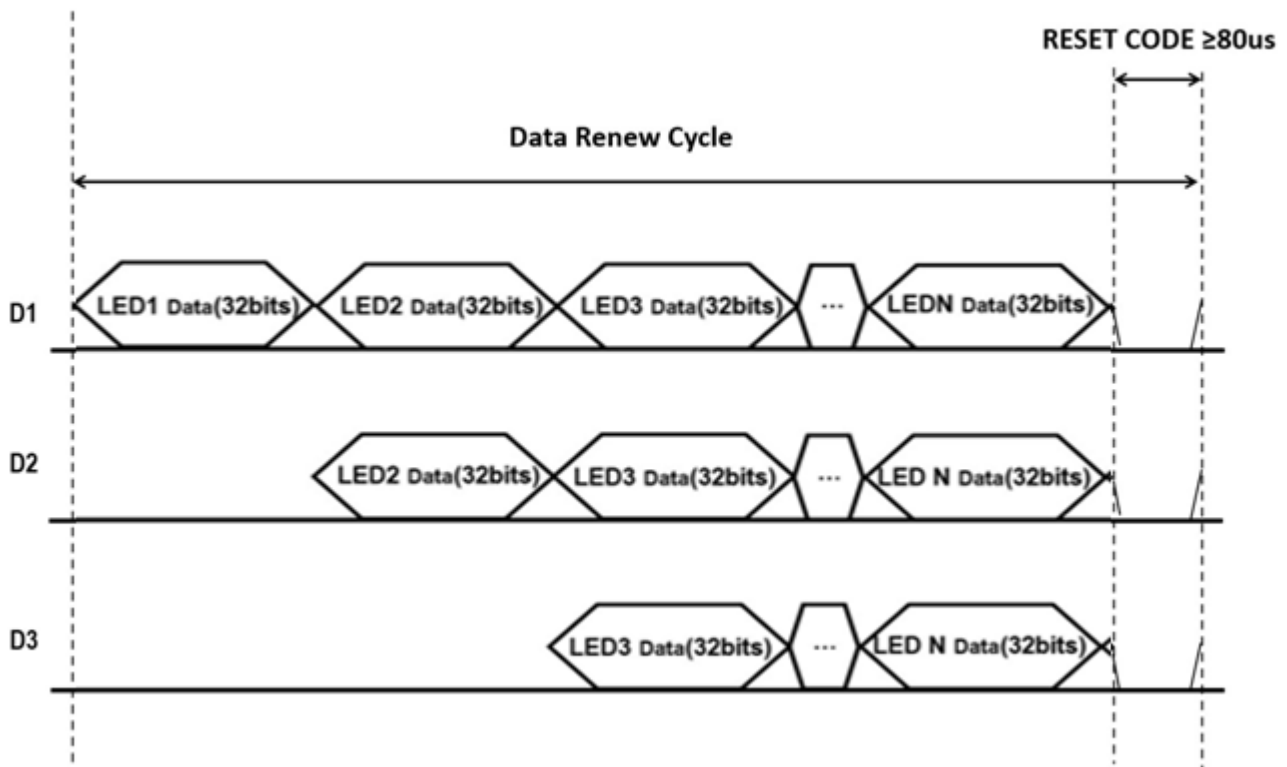 RESET CODE ≥80us
Data Renew Cycle
D1 LED1 Data(32bits) LED2 Data(32bits) LED3 Data(32bits) ... LEDN Data(32bits)
D2 LED2 Data(32bits) LED3 Data(32bits) ... LED N Data(32bits)
D3 LED3 Data(32bits) ... LED N Data(32bits)